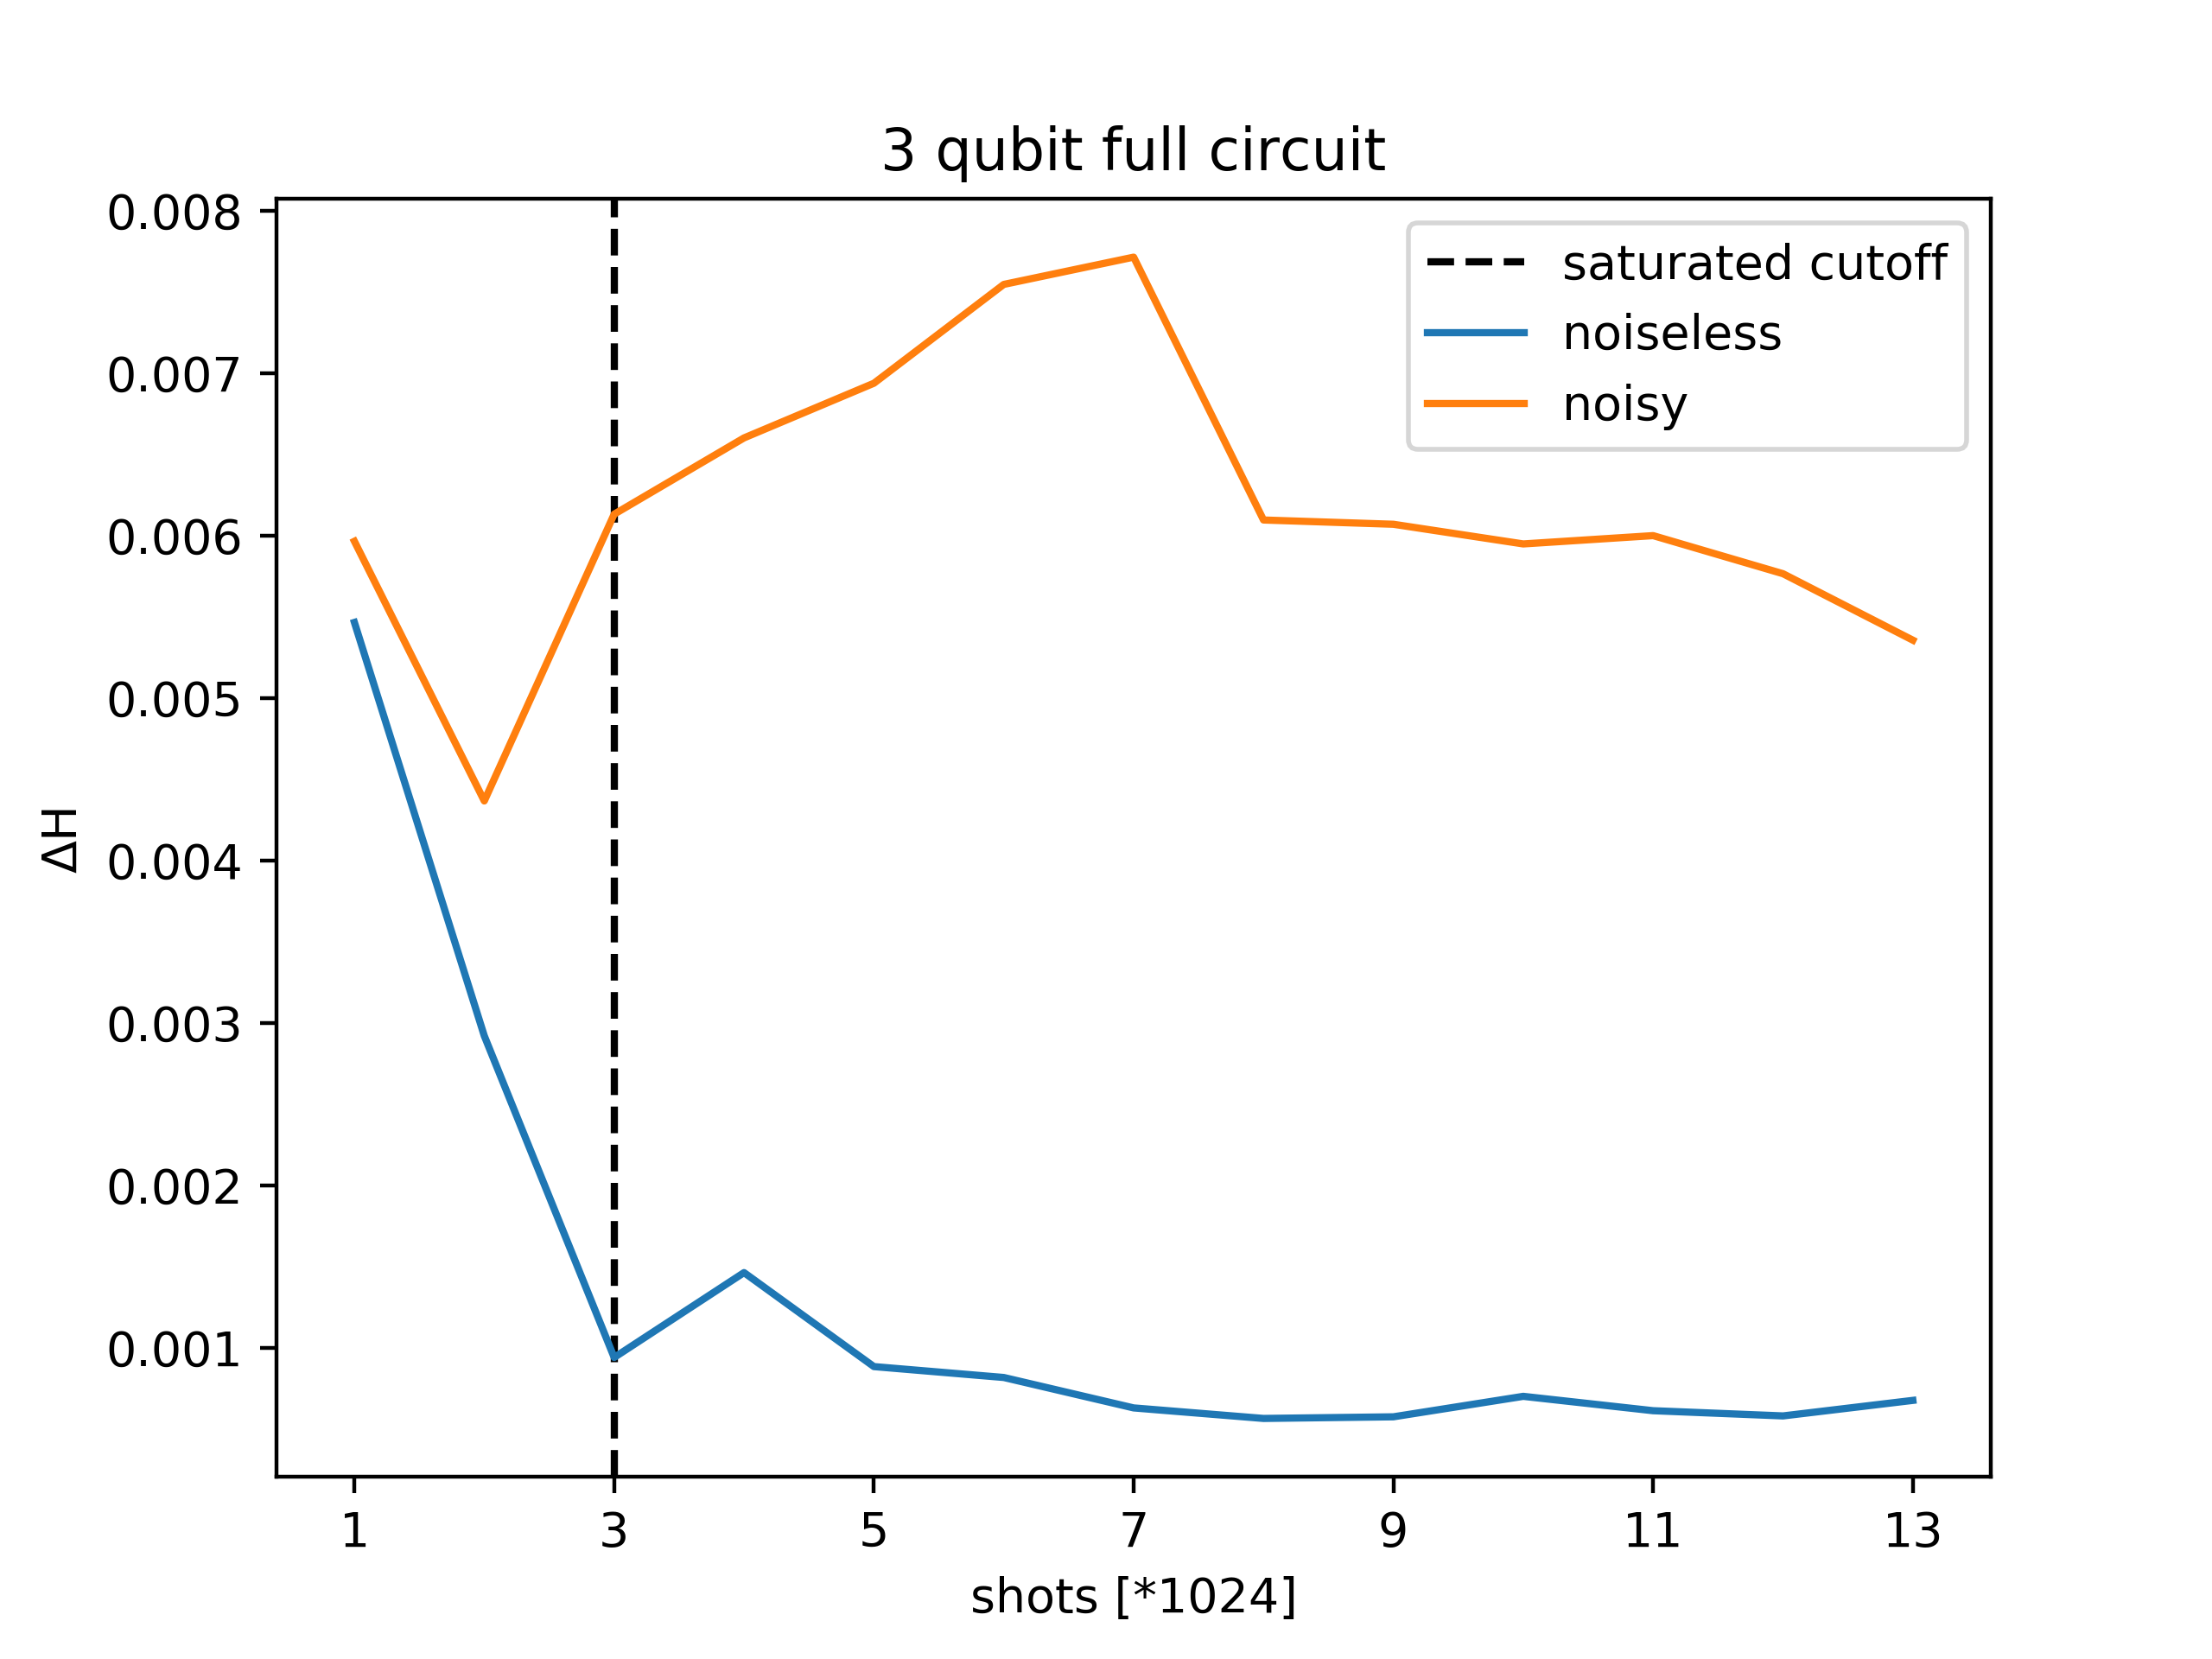 3 qubit full circuit
0.008
0.007
0.006
0.005
0.004
0.003
0.002
0.001
ΔH
saturated cutoff
noiseless
noisy
1 3 5 7 9 11 13
shots [*1024]